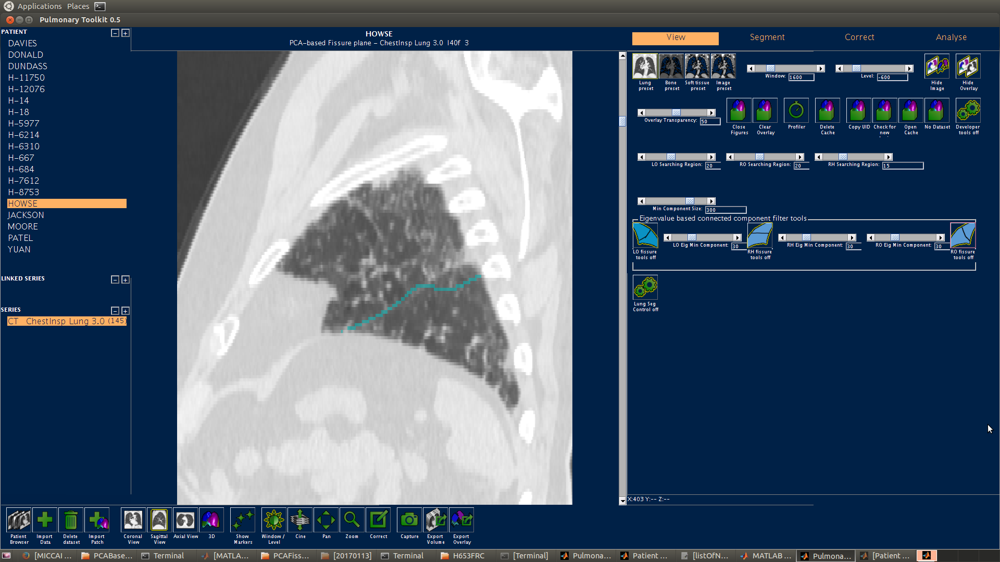 Applications Places
Pulmonary Toolkit 0.5
PATIENT
DAVIES
DONALD
DUNDASS
H-11750
H-12076
H-14
H-18
H-5977
H-6214
H-6310
H-667
H-684
H-7612
H-8753
HOWSE
JACKSON
MOORE
PATEL
YUAN
LINKED SERIES
SERIES
CT ChestInsp Lung 3.0 (145)
HOWSE
PCA-based Fissure plane - ChestInsp Lung 3.0 I40f 3
View Segment Correct Analyse
Lung preset
Bone preset
Soft tissue preset
Image preset
Window: 1600
Level: -600
Hide Image
Hide Overlay
Overlay Transparency: 50
Close Figures
Clear Overlay
Profiler
Delete Cache
Copy UID
Check for new
Open Cache
No Dataset
Developer tools off
LO Searching Region: 20
RO Searching Region: 20
RH Searching Region: 15
Min Component Size: 300
Eigenvalue based connected component filter tools
LO fissure tools off
LO Eig Min Component: 30
RH fissure tools off
RH Eig Min Component: 30
RO Eig Min Component: 30
RO fissure tools off
Lung Seg Control off
X:403 Y:-- Z:--
Patient Browser
Import Data
Delete dataset
Import Patch
Coronal View
Sagittal View
Axial View
3D
Show Markers
Window / Level
Cine
Pan
Zoom
Correct
Capture
Export Volume
Export Overlay
[MICCAI ... PCABase... Terminal [MATLA... PCAFiss... [20170113] Terminal H653FRC [Terminal] Pulmona... Patient ... [listOfN... MATLAB ... Pulmona... [Patient ...